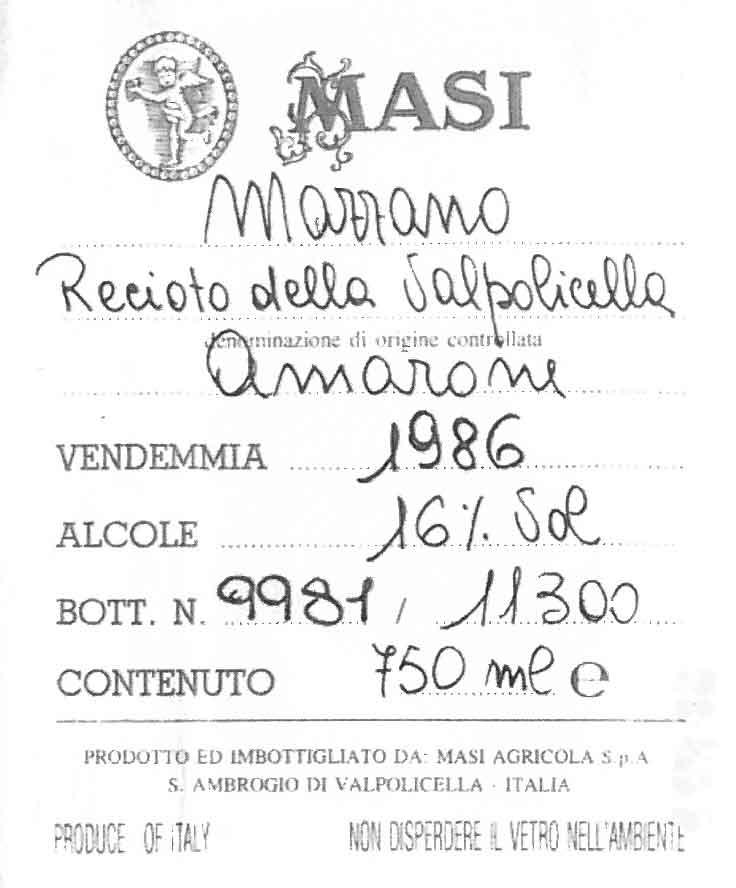 MASI
Mazzano
Recioto della Valpolicella
denominazione di origine controllata
Amarone
VENDEMMIA 1986
ALCOLE 16% Vol
BOTT. N. 9981 / 11300
CONTENUTO 750 ml e
PRODOTTO ED IMBOTTIGLIATO DA: MASI AGRICOLA S.p.A
S. AMBROGIO DI VALPOLICELLA - ITALIA
PRODUCE OF ITALY NON DISPERDERE IL VETRO NELL'AMBIENTE